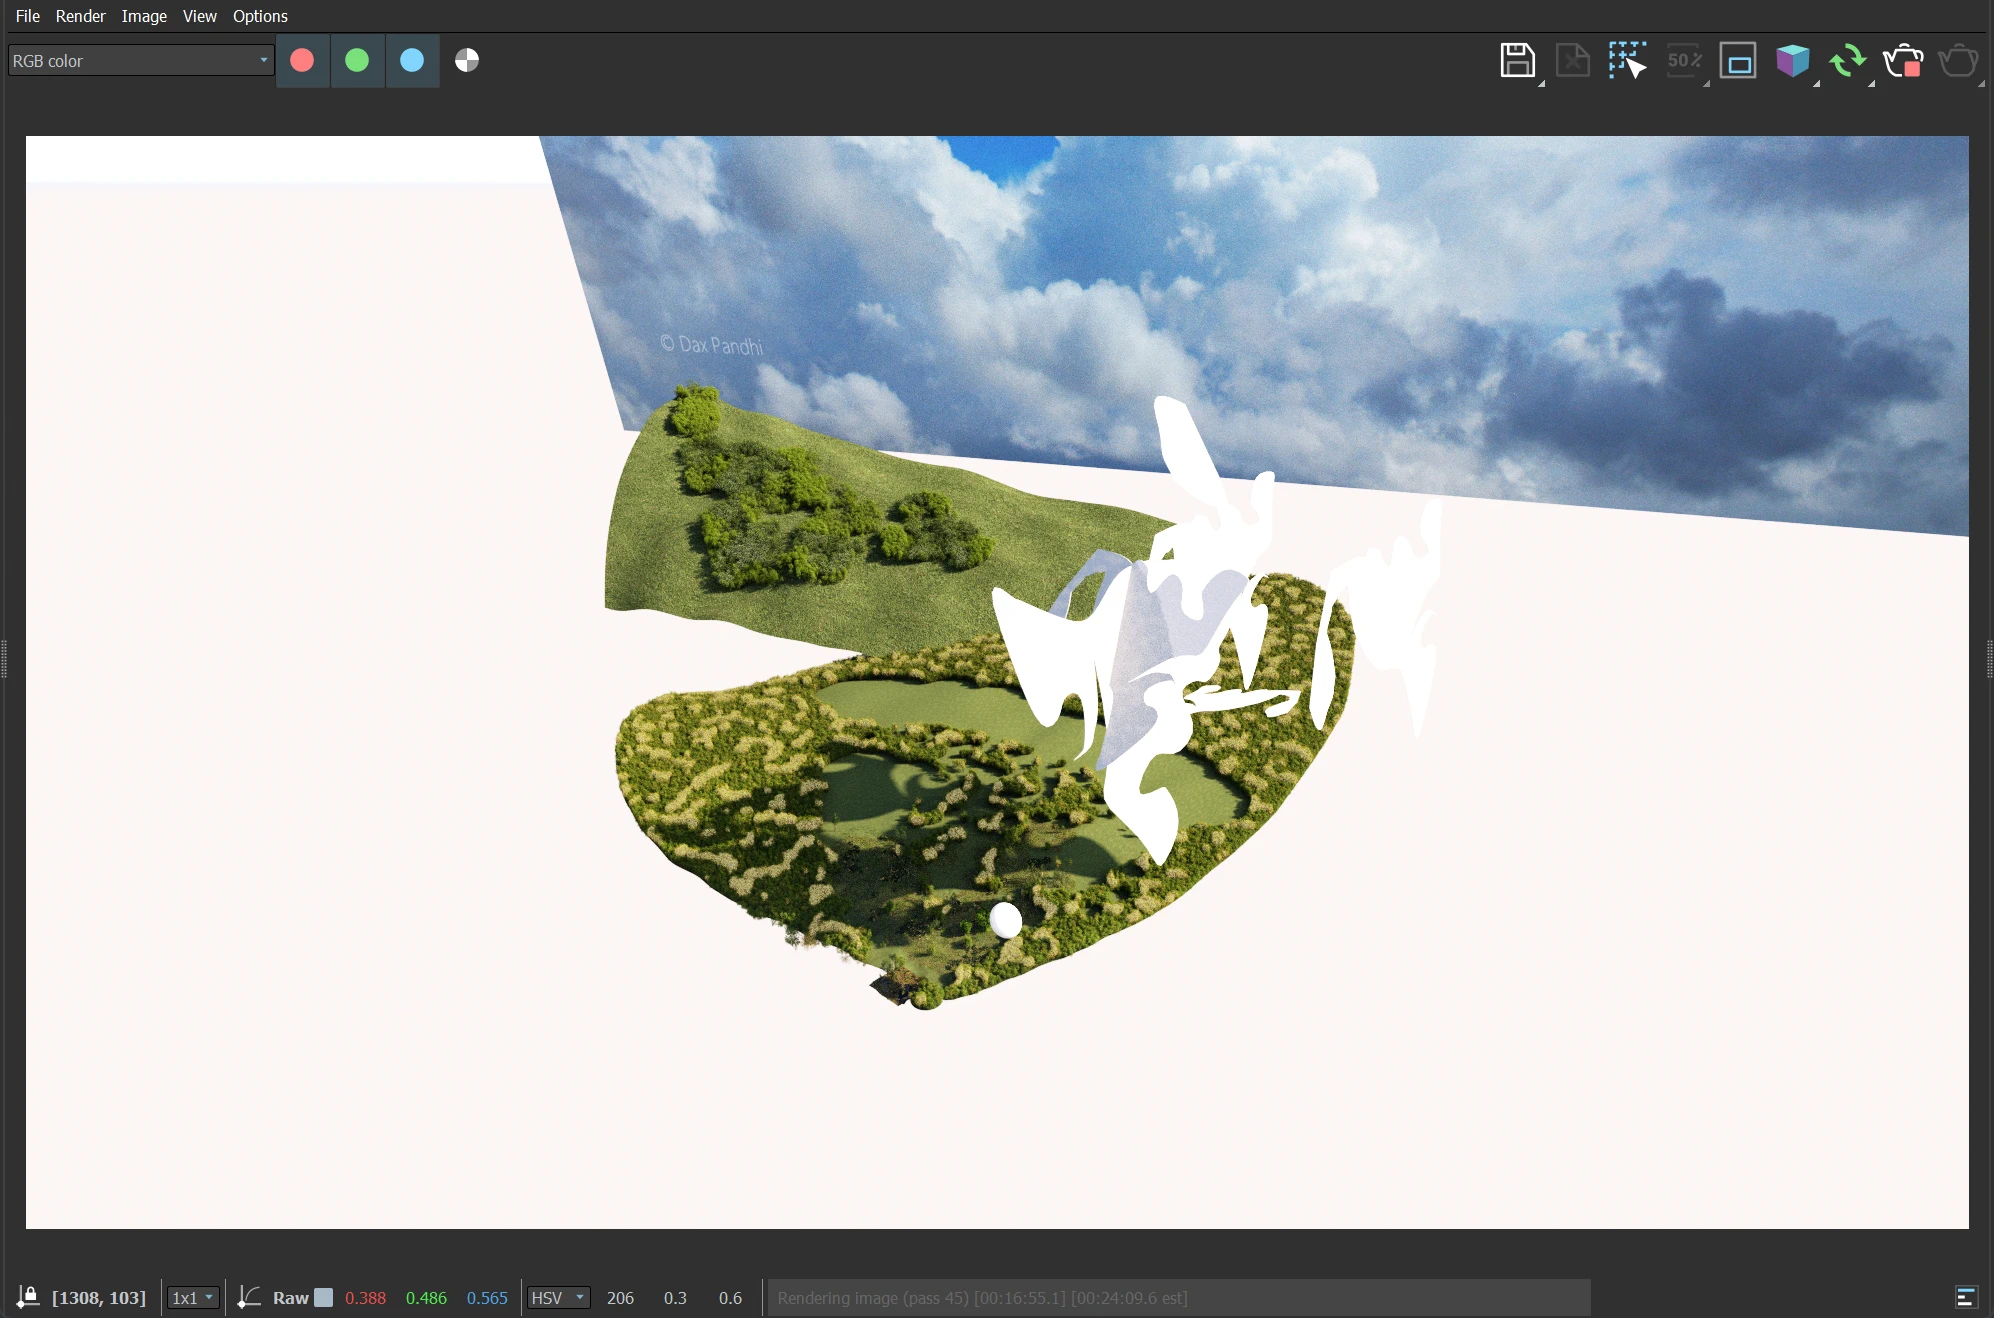 File Render Image View Options
RGB color
50%
© Dax Pandhi
[1308, 103] 1x1 Raw 0.388 0.486 0.565 HSV 206 0.3 0.6 Rendering image (pass 45) [00:16:55.1] [00:24:09.6 est]